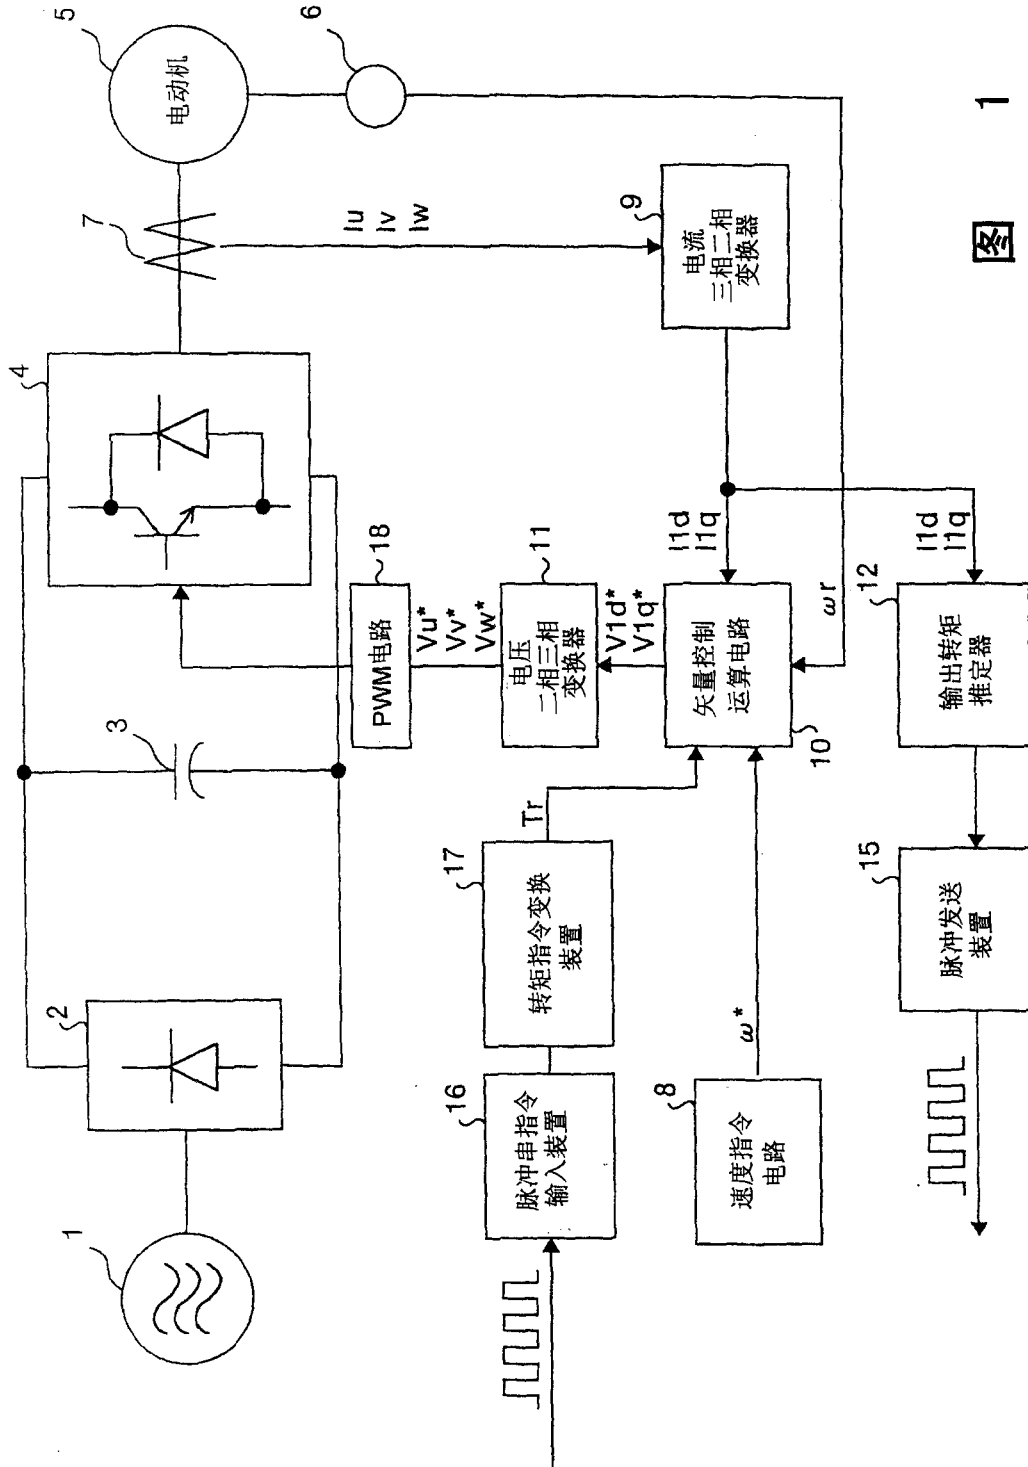 1
2
3
4
5
电动机
6
7
Iu
Iv
Iw
18
PWM电路
Vu*
Vv*
Vw*
11
电压
二相三相
变换器
V1d*
V1q*
9
电流
三相二相
变换器
I1d
I1q
16
脉冲串指令
输入装置
17
转矩指令变换
装置
Tr
矢量控制
运算电路
10
8
速度指令
电路
ω*
ωr
I1d
I1q
12
输出转矩
推定器
15
脉冲发送
装置
图 1